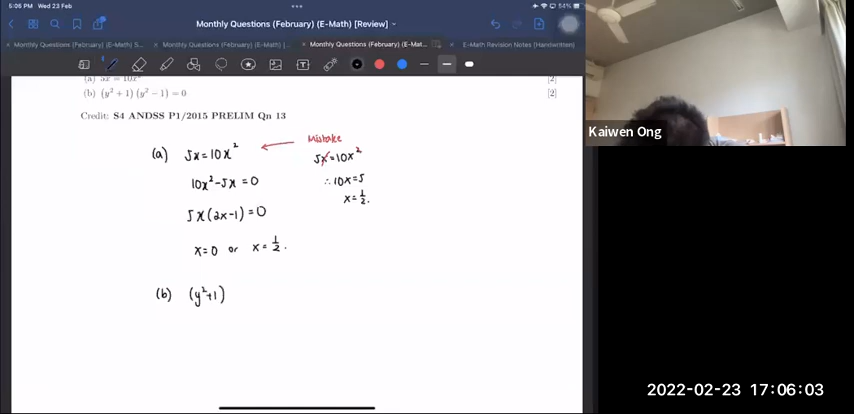 5:06 PM Wed 23 Feb
54%
Monthly Questions (February) (E-Math) [Review]
Monthly Questions (February) (E-Math) S...
Monthly Questions (February) (E-Math) [...
Monthly Questions (February) (E-Mat...
E-Math Revision Notes (Handwritten)
(a) 5x = 10x²
[2]
(b) (y² + 1) (y² − 1) = 0
[2]
Credit: S4 ANDSS P1/2015 PRELIM Qn 13
Mistake
(a) 5x = 10x²
5x = 10x²
10x² - 5x = 0
∴ 10x = 5
x = 1/2.
5x(2x-1) = 0
x = 0 or x = 1/2.
(b) (y²+1)
Kaiwen Ong
2022-02-23 17:06:03